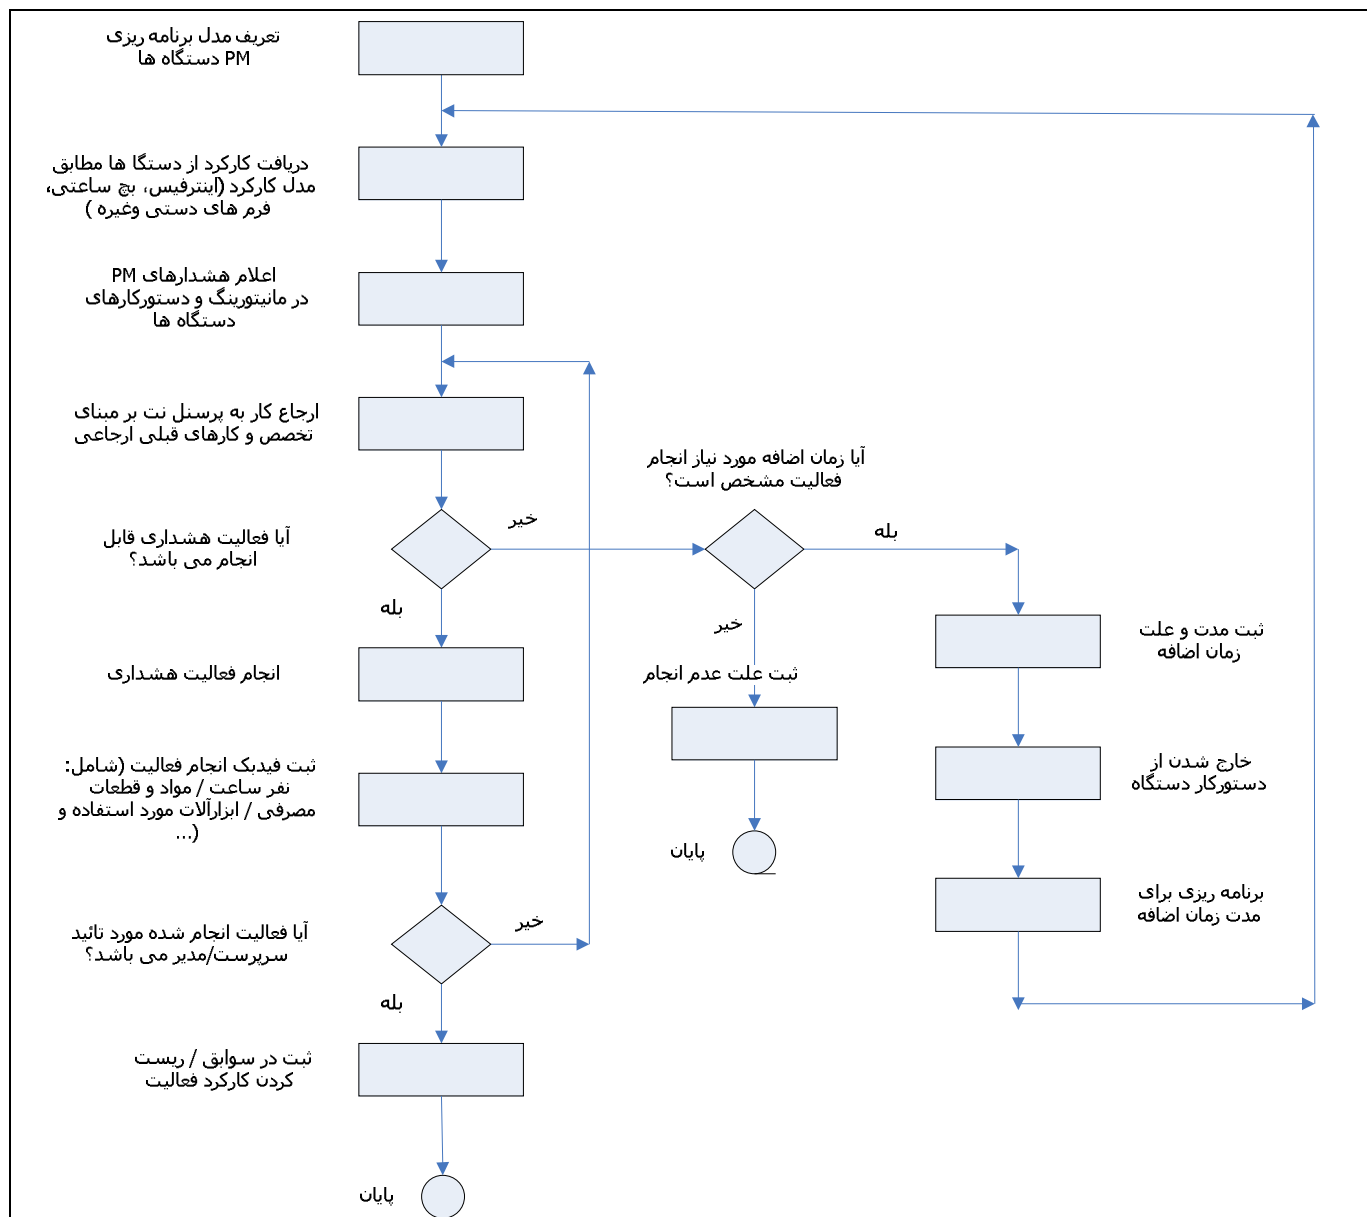 تعریف مدل برنامه ریزی
PM دستگاه ها
دریافت کارکرد از دستگا ها مطابق
مدل کارکرد (اینترفیس، بچ ساعتی،
فرم های دستی وغیره )
اعلام هشدارهای PM
در مانیتورینگ و دستورکارهای
دستگاه ها
ارجاع کار به پرسنل نت بر مبنای
تخصص و کارهای قبلی ارجاعی
آیا زمان اضافه مورد نیاز انجام
فعالیت مشخص است؟
آیا فعالیت هشداری قابل
انجام می باشد؟
خیر
بله
بله
خیر
ثبت مدت و علت
زمان اضافه
انجام فعالیت هشداری
ثبت علت عدم انجام
خارج شدن از
دستورکار دستگاه
ثبت فیدبک انجام فعالیت (شامل:
نفر ساعت / مواد و قطعات
مصرفی / ابزارآلات مورد استفاده و
...)
پایان
برنامه ریزی برای
مدت زمان اضافه
آیا فعالیت انجام شده مورد تائید
سرپرست/مدیر می باشد؟
خیر
بله
ثبت در سوابق / ریست
کردن کارکرد فعالیت
پایان